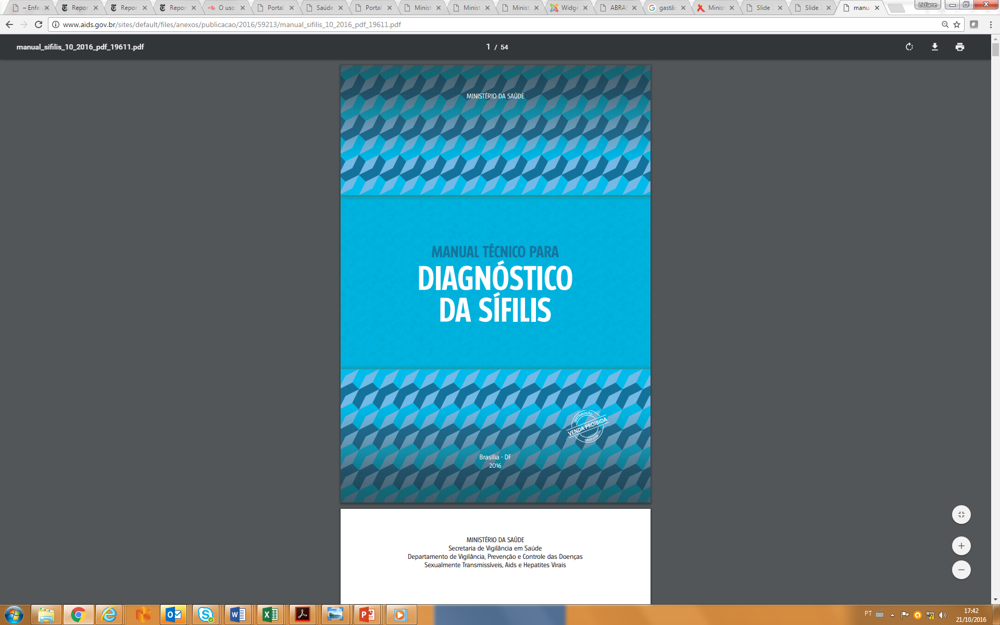 – Enfe
Repor
Repor
Repor
O uso
Portal
Saúde
Portal
Minist
Minist
Minist
Widge
ABRAS
gastão
Minist
Slide
Slide
manu
Lidiane
www.aids.gov.br/sites/default/files/anexos/publicacao/2016/59213/manual_sifilis_10_2016_pdf_19611.pdf
manual_sifilis_10_2016_pdf_19611.pdf
1 / 54
MINISTÉRIO DA SAÚDE
MANUAL TÉCNICO PARA
DIAGNÓSTICO
DA SÍFILIS
DISTRIBUIÇÃO
VENDA PROIBIDA
GRATUITA
Brasília - DF
2016
MINISTÉRIO DA SAÚDE
Secretaria de Vigilância em Saúde
Departamento de Vigilância, Prevenção e Controle das Doenças
Sexualmente Transmissíveis, Aids e Hepatites Virais
PT
17:42
21/10/2016